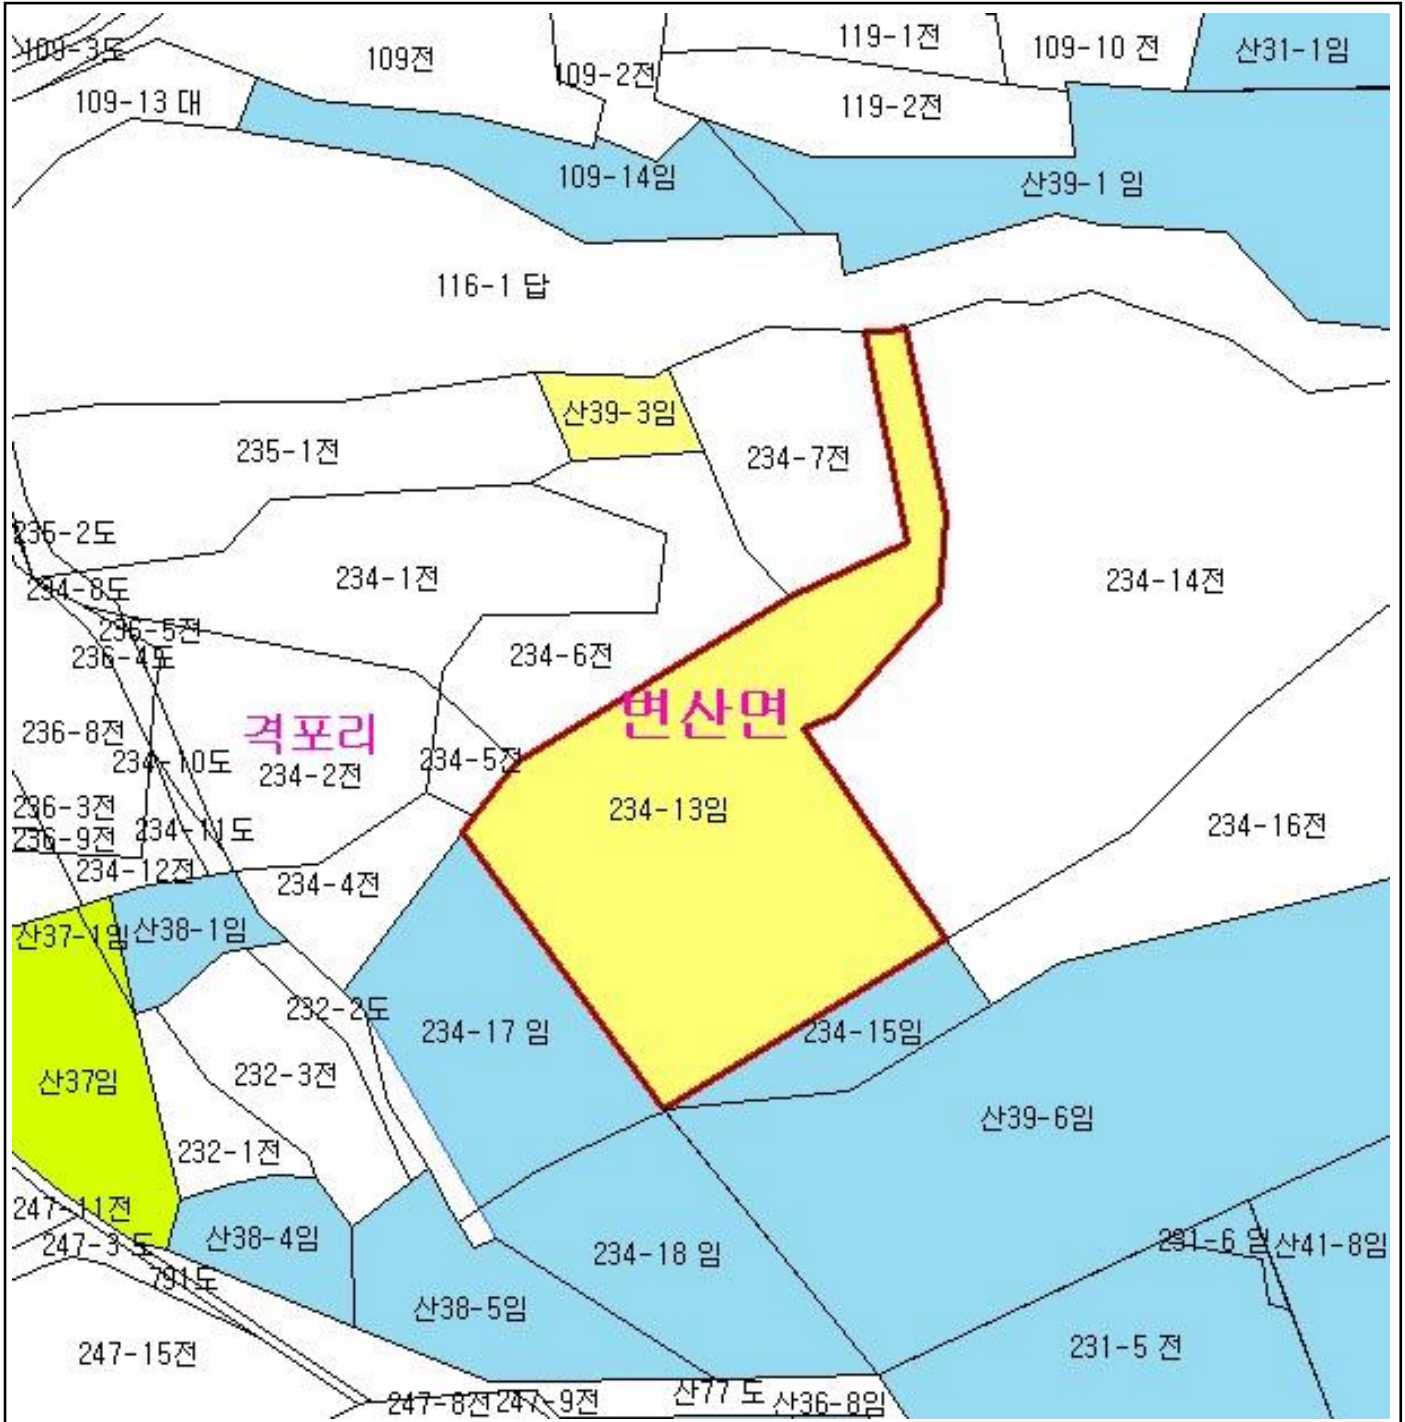 109-3도
109전
109-2전
119-1전
109-10 전
산31-1임
109-13 대
119-2전
109-14임
산39-1 임
116-1 답
산39-3임
235-1전
234-7전
235-2도
234-8도
234-1전
234-14전
236-5전
236-4도
234-6전
변산면
236-8전
격포리
234-10도
234-2전
234-5전
236-3전
234-13임
234-16전
236-9전
234-11도
234-12전
234-4전
산37-1임
산38-1임
232-2도
234-17 임
234-15임
산37임
232-3전
산39-6임
232-1전
247-11전
247-3 도
산38-4임
234-18 임
231-6 임
산41-8임
791도
산38-5임
247-15전
231-5 전
247-8전
247-9전
산77 도
산36-8임